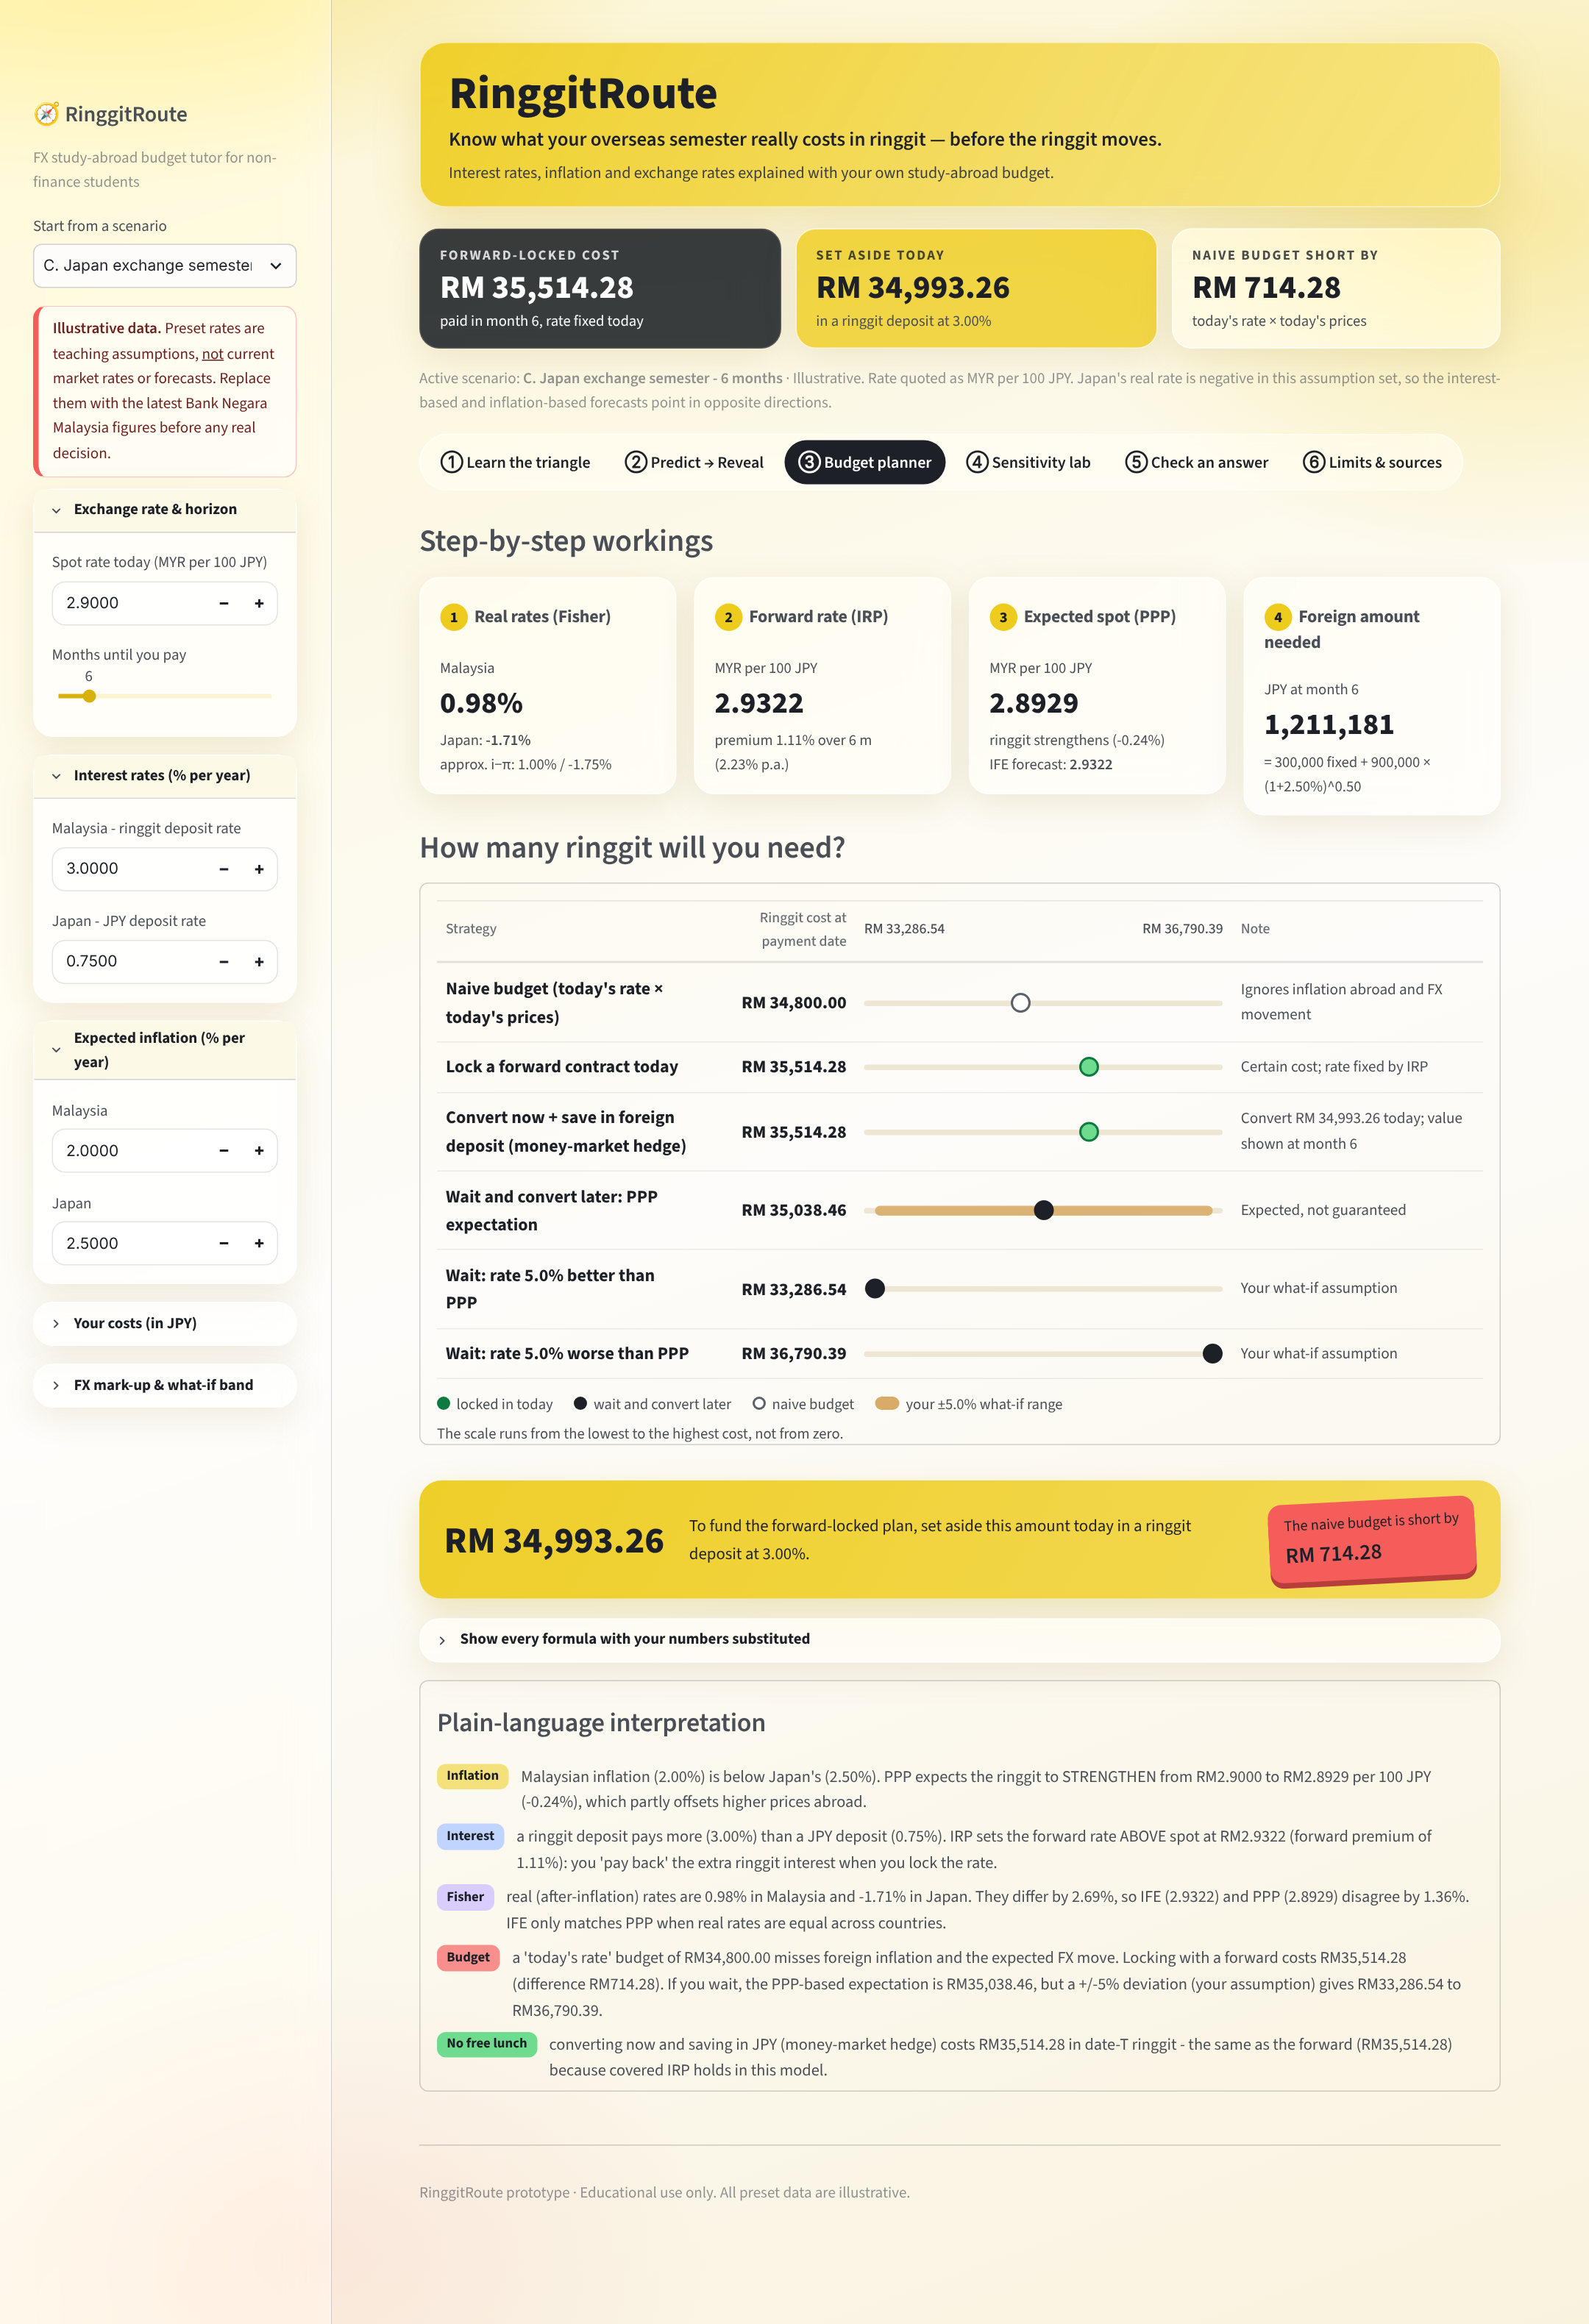 🧭 RinggitRoute
FX study-abroad budget tutor for non-
finance students
Start from a scenario
C. Japan exchange semester
Illustrative data. Preset rates are
teaching assumptions, not current
market rates or forecasts. Replace
them with the latest Bank Negara
Malaysia figures before any real
decision.
Exchange rate & horizon
Spot rate today (MYR per 100 JPY)
2.9000 − +
Months until you pay
6
Interest rates (% per year)
Malaysia - ringgit deposit rate
3.0000 − +
Japan - JPY deposit rate
0.7500 − +
Expected inflation (% per
year)
Malaysia
2.0000 − +
Japan
2.5000 − +
Your costs (in JPY)
FX mark-up & what-if band
RinggitRoute
Know what your overseas semester really costs in ringgit — before the ringgit moves.
Interest rates, inflation and exchange rates explained with your own study-abroad budget.
FORWARD-LOCKED COST
RM 35,514.28
paid in month 6, rate fixed today
SET ASIDE TODAY
RM 34,993.26
in a ringgit deposit at 3.00%
NAIVE BUDGET SHORT BY
RM 714.28
today's rate × today's prices
Active scenario: C. Japan exchange semester - 6 months · Illustrative. Rate quoted as MYR per 100 JPY. Japan's real rate is negative in this assumption set, so the interest-
based and inflation-based forecasts point in opposite directions.
① Learn the triangle
② Predict → Reveal
③ Budget planner
④ Sensitivity lab
⑤ Check an answer
⑥ Limits & sources
Step-by-step workings
1 Real rates (Fisher)
Malaysia
0.98%
Japan: -1.71%
approx. i−π: 1.00% / -1.75%
2 Forward rate (IRP)
MYR per 100 JPY
2.9322
premium 1.11% over 6 m
(2.23% p.a.)
3 Expected spot (PPP)
MYR per 100 JPY
2.8929
ringgit strengthens (-0.24%)
IFE forecast: 2.9322
4 Foreign amount
needed
JPY at month 6
1,211,181
= 300,000 fixed + 900,000 ×
(1+2.50%)^0.50
How many ringgit will you need?
Strategy
Ringgit cost at
payment date
RM 33,286.54
RM 36,790.39
Note
Naive budget (today's rate ×
today's prices)
RM 34,800.00
Ignores inflation abroad and FX
movement
Lock a forward contract today
RM 35,514.28
Certain cost; rate fixed by IRP
Convert now + save in foreign
deposit (money-market hedge)
RM 35,514.28
Convert RM 34,993.26 today; value
shown at month 6
Wait and convert later: PPP
expectation
RM 35,038.46
Expected, not guaranteed
Wait: rate 5.0% better than
PPP
RM 33,286.54
Your what-if assumption
Wait: rate 5.0% worse than PPP
RM 36,790.39
Your what-if assumption
locked in today
wait and convert later
naive budget
your ±5.0% what-if range
The scale runs from the lowest to the highest cost, not from zero.
RM 34,993.26
To fund the forward-locked plan, set aside this amount today in a ringgit
deposit at 3.00%.
The naive budget is short by
RM 714.28
Show every formula with your numbers substituted
Plain-language interpretation
Inflation
Malaysian inflation (2.00%) is below Japan's (2.50%). PPP expects the ringgit to STRENGTHEN from RM2.9000 to RM2.8929 per 100 JPY
(-0.24%), which partly offsets higher prices abroad.
Interest
a ringgit deposit pays more (3.00%) than a JPY deposit (0.75%). IRP sets the forward rate ABOVE spot at RM2.9322 (forward premium of
1.11%): you 'pay back' the extra ringgit interest when you lock the rate.
Fisher
real (after-inflation) rates are 0.98% in Malaysia and -1.71% in Japan. They differ by 2.69%, so IFE (2.9322) and PPP (2.8929) disagree by 1.36%.
IFE only matches PPP when real rates are equal across countries.
Budget
a 'today's rate' budget of RM34,800.00 misses foreign inflation and the expected FX move. Locking with a forward costs RM35,514.28
(difference RM714.28). If you wait, the PPP-based expectation is RM35,038.46, but a +/-5% deviation (your assumption) gives RM33,286.54 to
RM36,790.39.
No free lunch
converting now and saving in JPY (money-market hedge) costs RM35,514.28 in date-T ringgit - the same as the forward (RM35,514.28)
because covered IRP holds in this model.
RinggitRoute prototype · Educational use only. All preset data are illustrative.